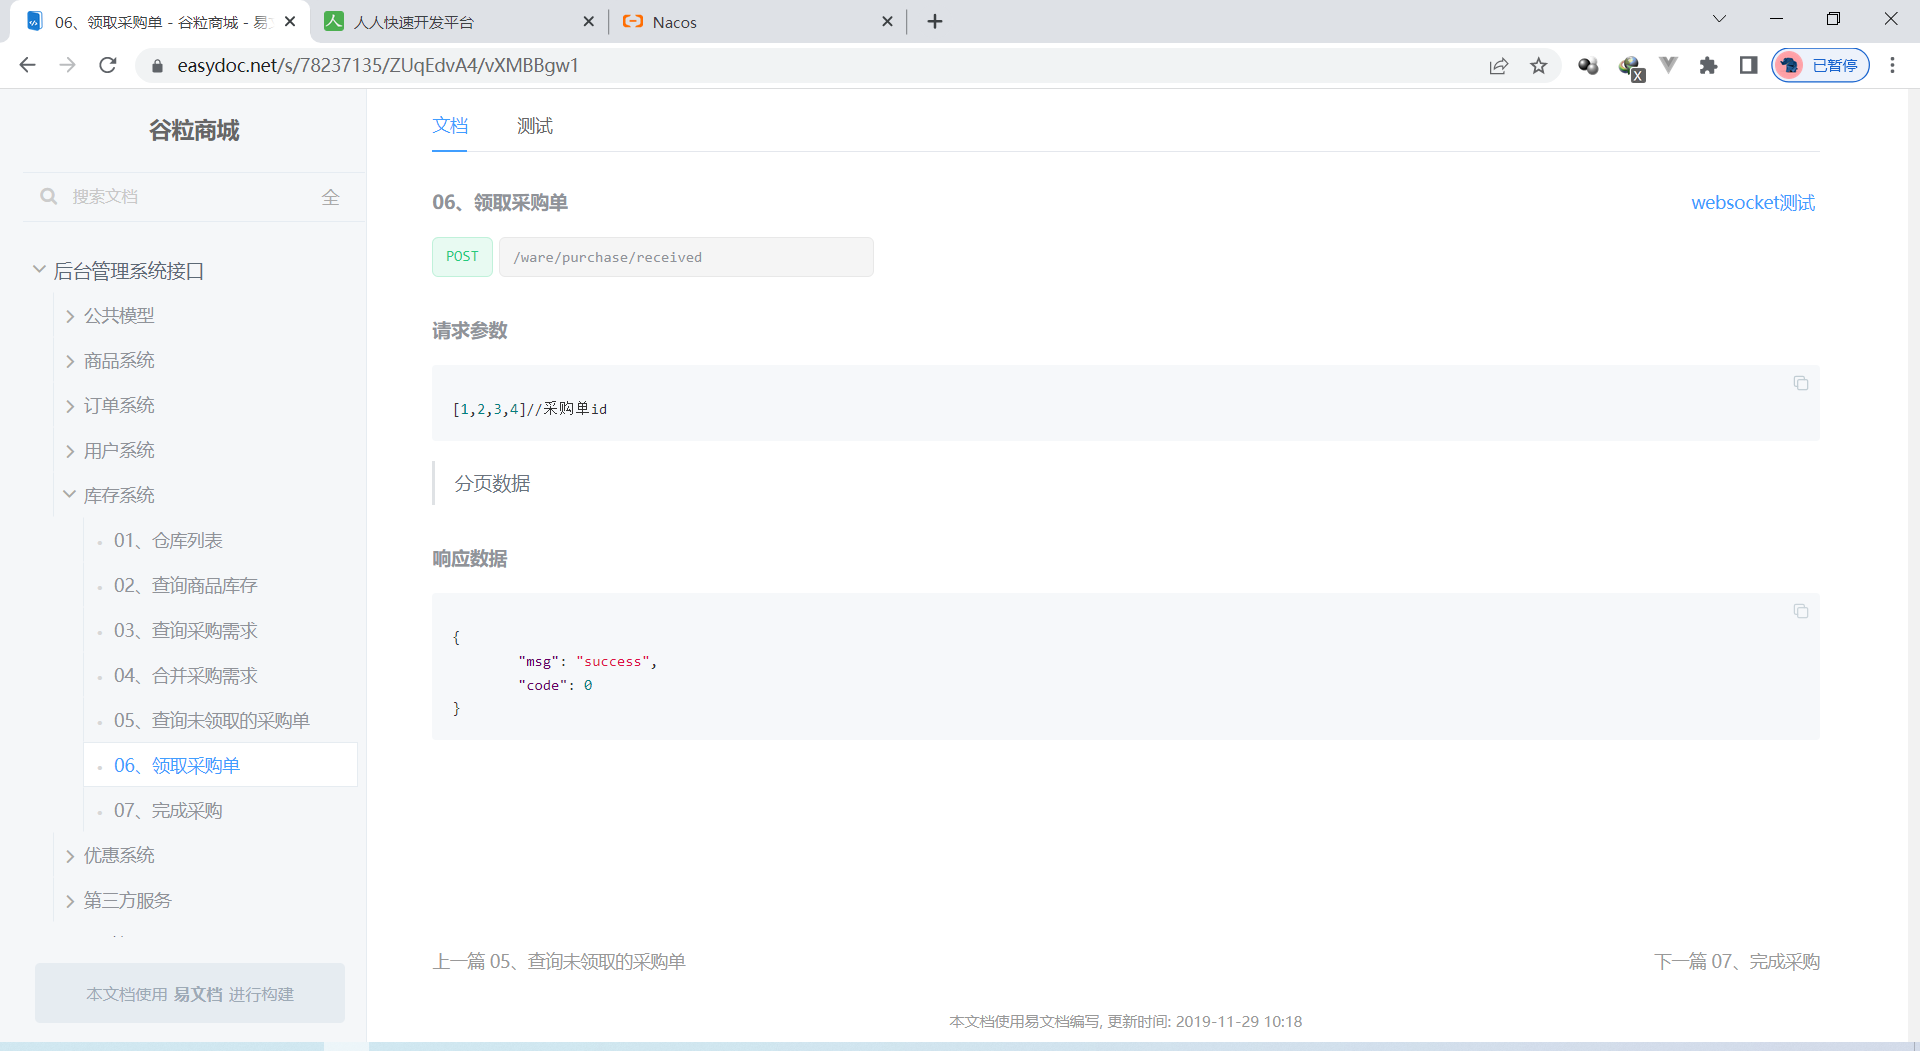 06、领取采购单 - 谷粒商城 - 易
人人快速开发平台
Nacos
easydoc.net/s/78237135/ZUqEdvA4/vXMBBgw1
X
已暂停
谷粒商城
搜索文档
全
后台管理系统接口
公共模型
商品系统
订单系统
用户系统
库存系统
01、仓库列表
02、查询商品库存
03、查询采购需求
04、合并采购需求
05、查询未领取的采购单
06、领取采购单
07、完成采购
优惠系统
第三方服务
本文档使用 易文档 进行构建
文档
测试
06、领取采购单
websocket测试
POST
/ware/purchase/received
请求参数
[1,2,3,4]//采购单id
分页数据
响应数据
{
"msg": "success",
"code": 0
}
上一篇 05、查询未领取的采购单
下一篇 07、完成采购
本文档使用易文档编写, 更新时间: 2019-11-29 10:18